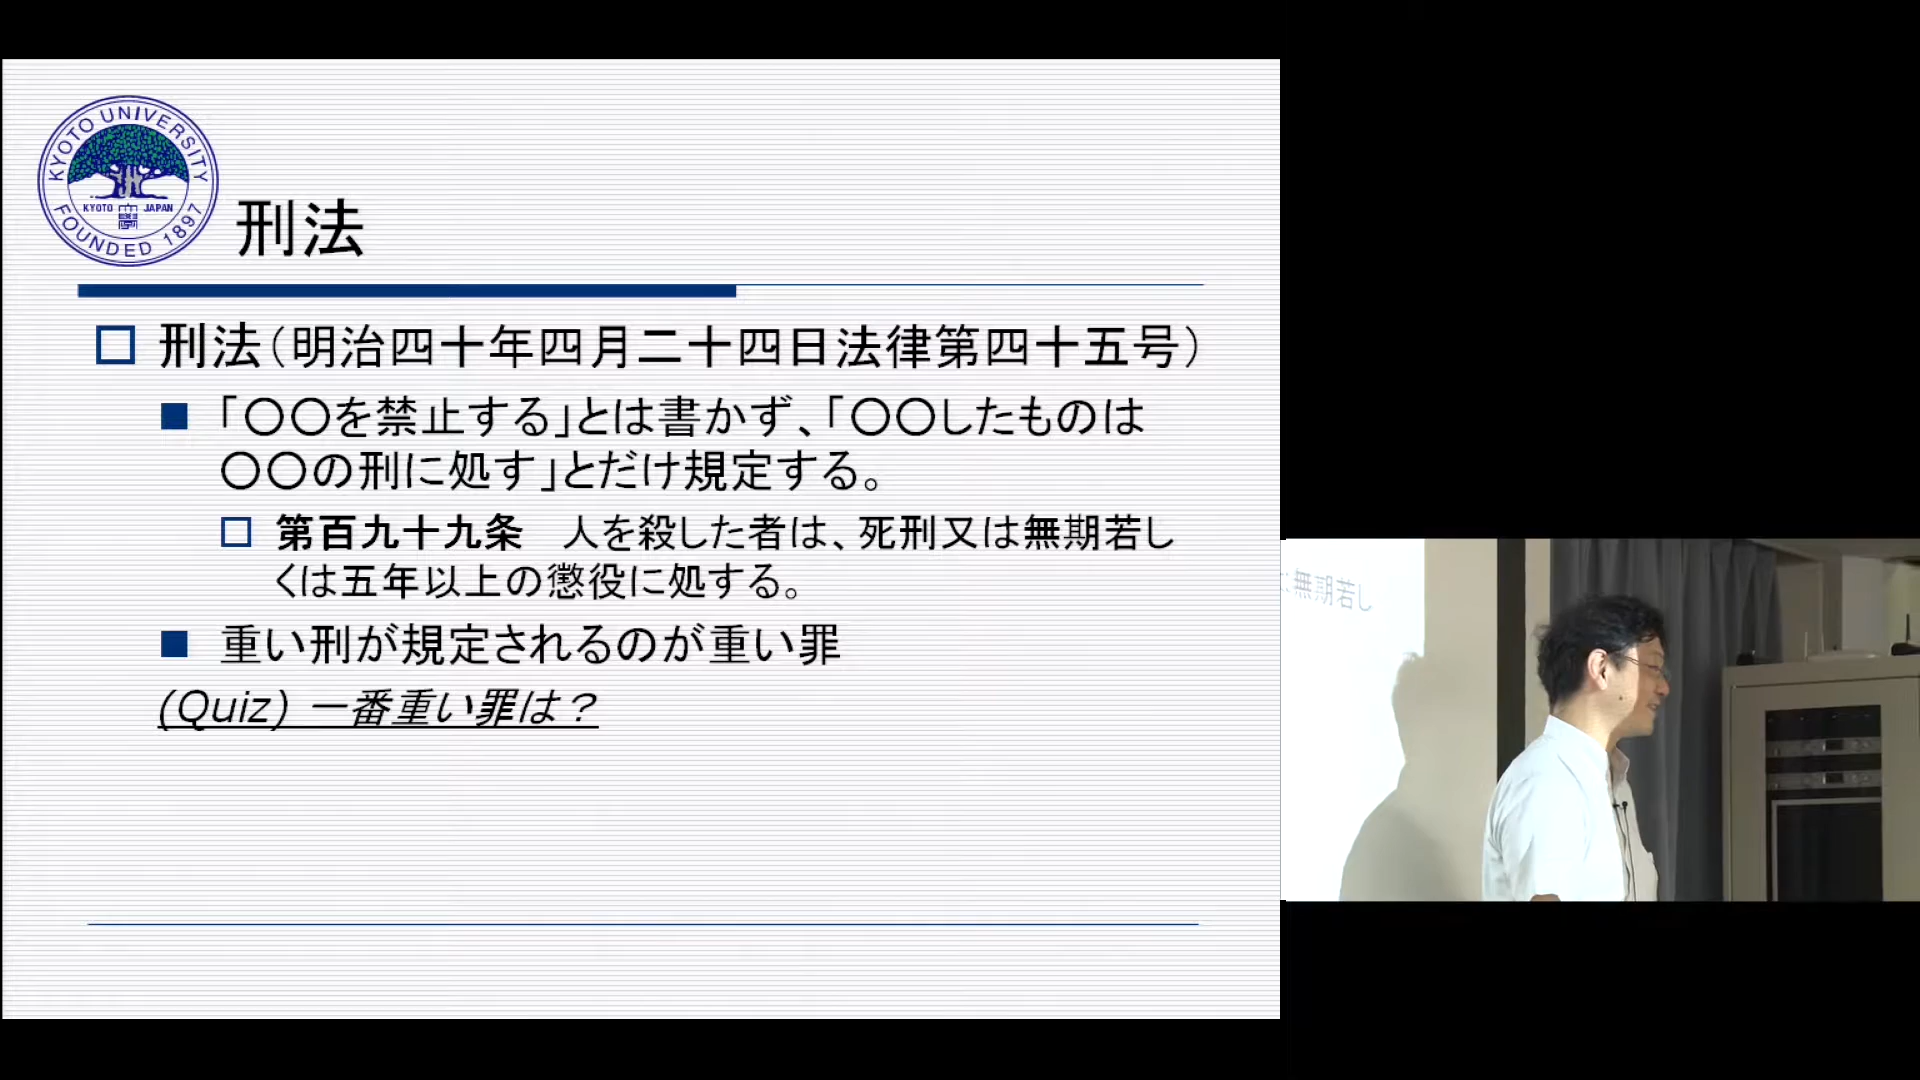 KYOTO UNIVERSITY
KYOTO JAPAN
FOUNDED 1897
刑法
刑法(明治四十年四月二十四日法律第四十五号)
「〇〇を禁止する」とは書かず、「〇〇したものは
〇〇の刑に処す」とだけ規定する。
第百九十九条　人を殺した者は、死刑又は無期若し
くは五年以上の懲役に処する。
重い刑が規定されるのが重い罪
(Quiz) 一番重い罪は？
無期若し